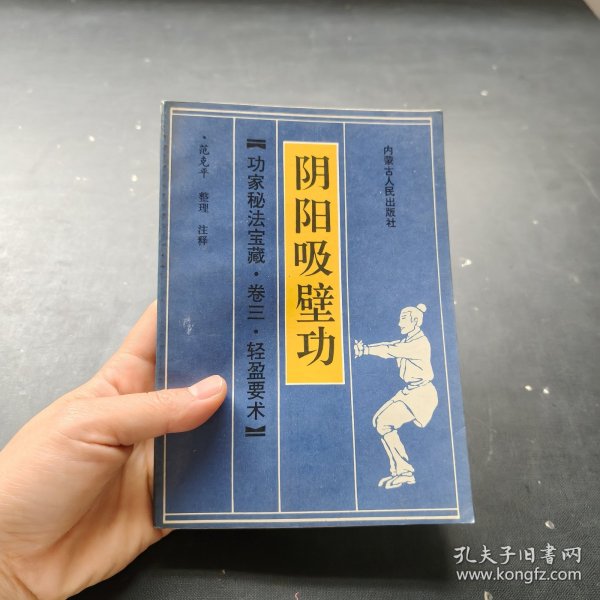 内蒙古人民出版社
阴阳吸壁功
【功家秘法宝藏·卷三·轻盈要术】
·范克平 整理 注释
孔夫子旧书网
www.kongfz.com